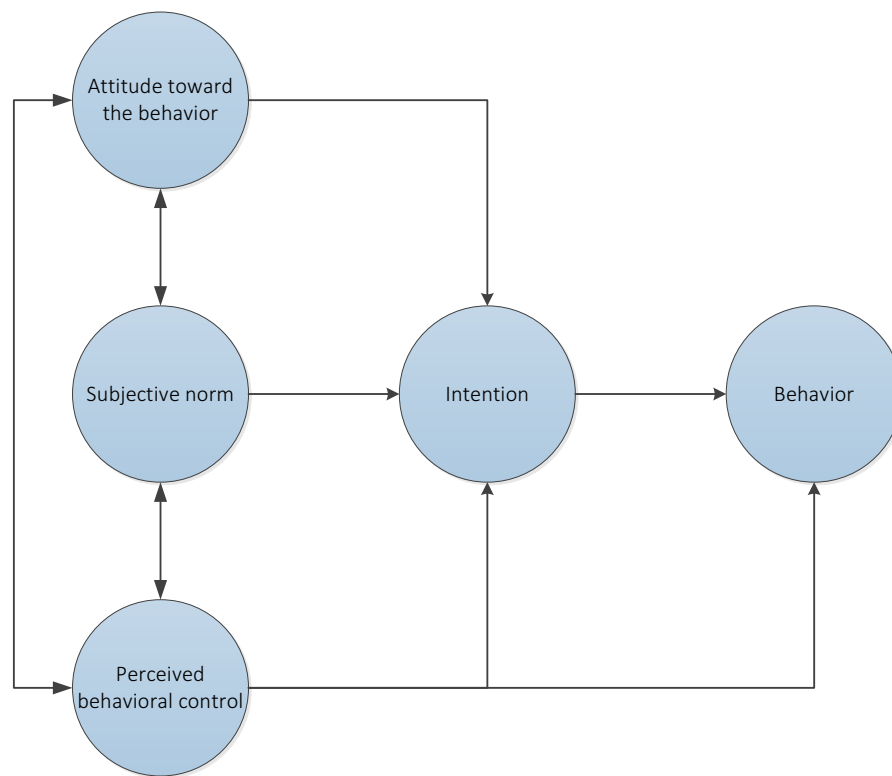 Attitude toward
the behavior
Subjective norm
Intention
Behavior
Perceived
behavioral control